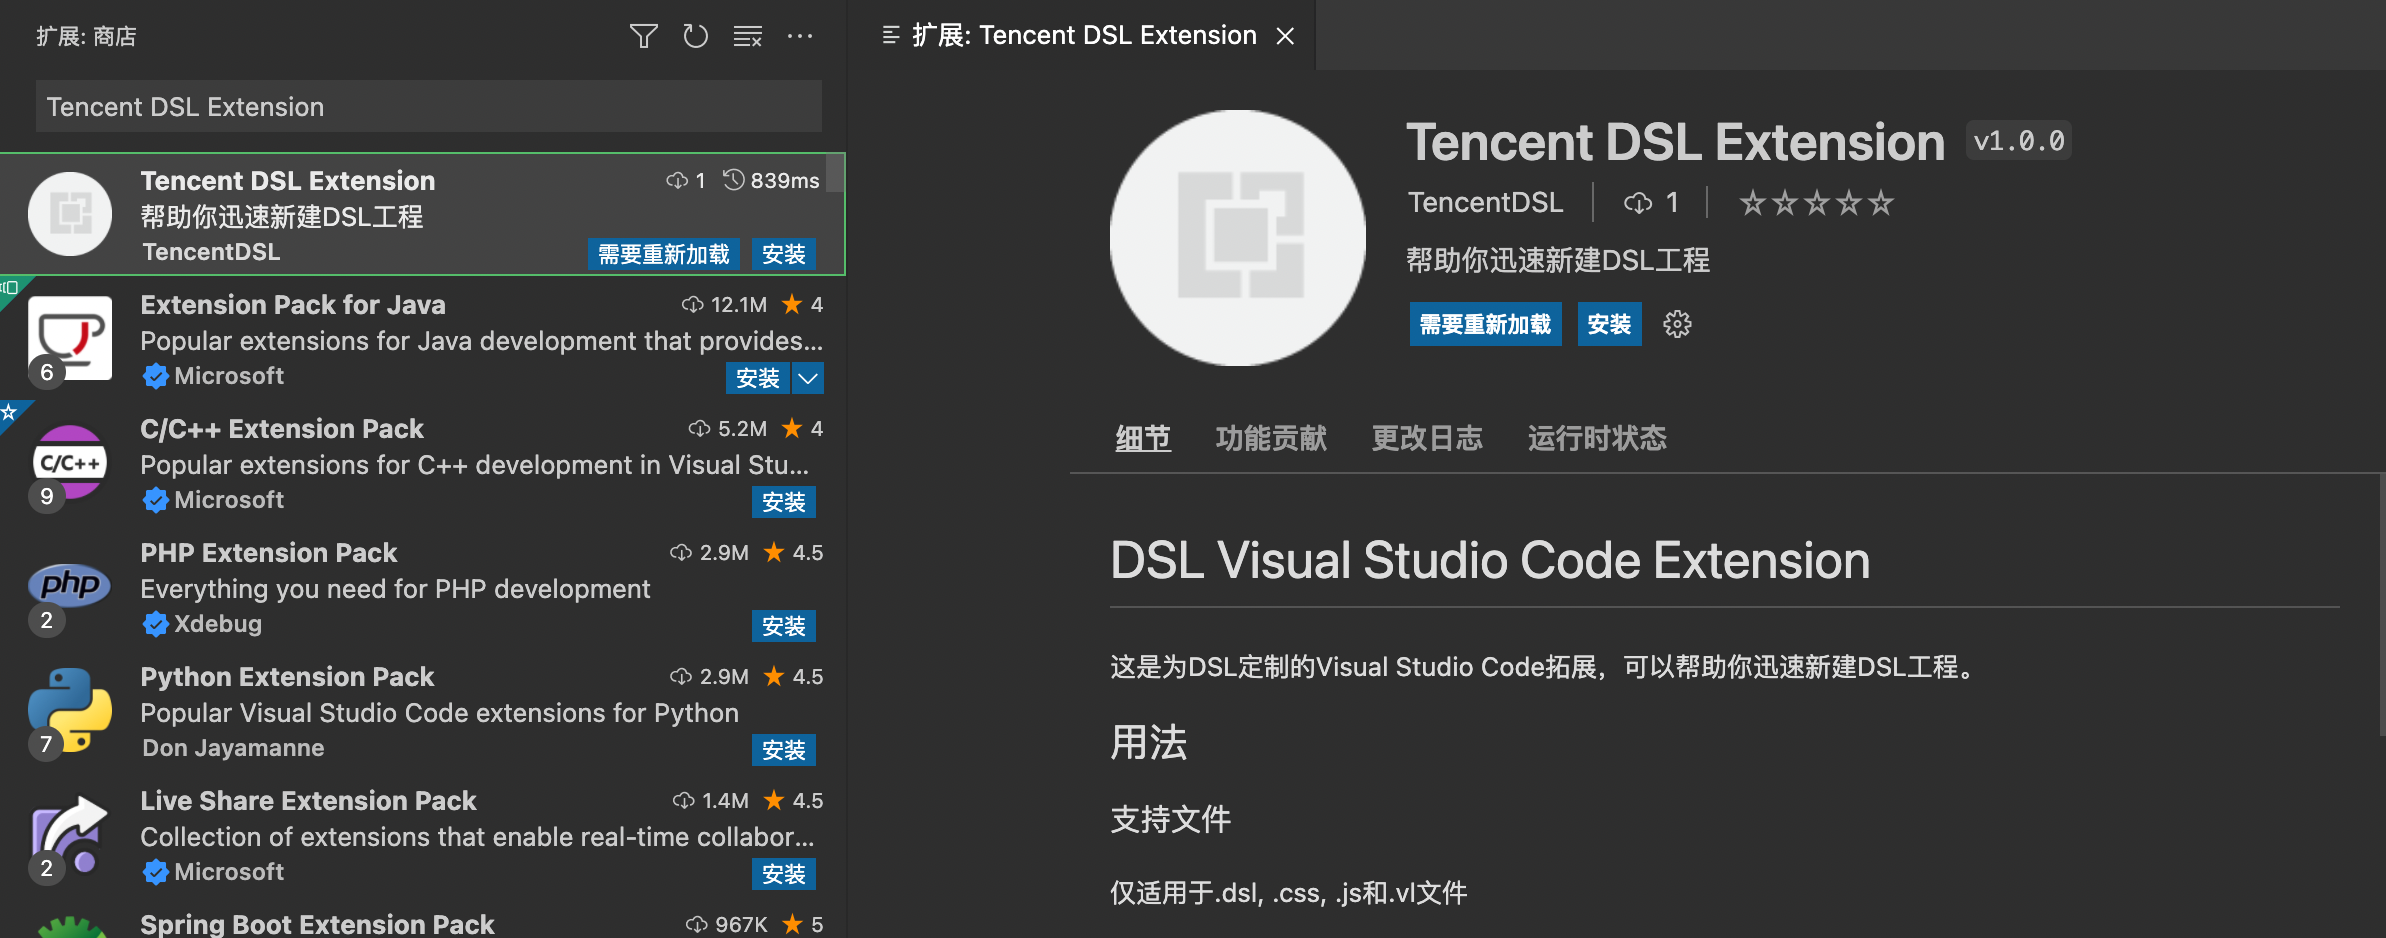 扩展: 商店
Tencent DSL Extension
Tencent DSL Extension
1
839ms
帮助你迅速新建DSL工程
TencentDSL
需要重新加载
安装
Extension Pack for Java
12.1M
4
Popular extensions for Java development that provides...
6
Microsoft
安装
C/C++ Extension Pack
5.2M
4
C/C++
Popular extensions for C++ development in Visual Stu...
9
Microsoft
安装
PHP Extension Pack
2.9M
4.5
php
Everything you need for PHP development
2
Xdebug
安装
Python Extension Pack
2.9M
4.5
Popular Visual Studio Code extensions for Python
7
Don Jayamanne
安装
Live Share Extension Pack
1.4M
4.5
Collection of extensions that enable real-time collabor...
2
Microsoft
安装
Spring Boot Extension Pack
967K
5
扩展: Tencent DSL Extension
Tencent DSL Extension
v1.0.0
TencentDSL
1
帮助你迅速新建DSL工程
需要重新加载
安装
细节
功能贡献
更改日志
运行时状态
DSL Visual Studio Code Extension
这是为DSL定制的Visual Studio Code拓展，可以帮助你迅速新建DSL工程。
用法
支持文件
仅适用于.dsl, .css, .js和.vl文件